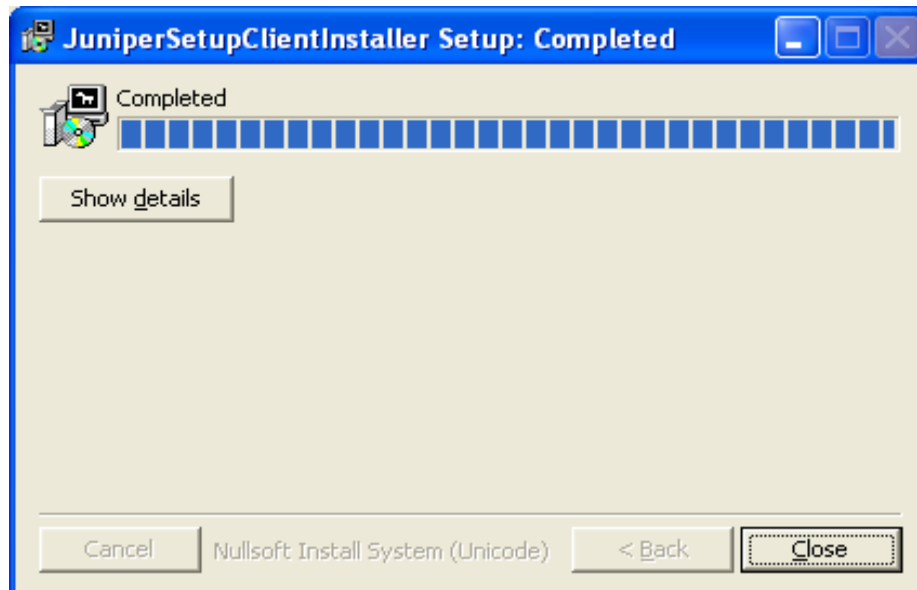 JuniperSetupClientInstaller Setup: Completed
Completed
Show details
Cancel
Nullsoft Install System (Unicode)
< Back
Close